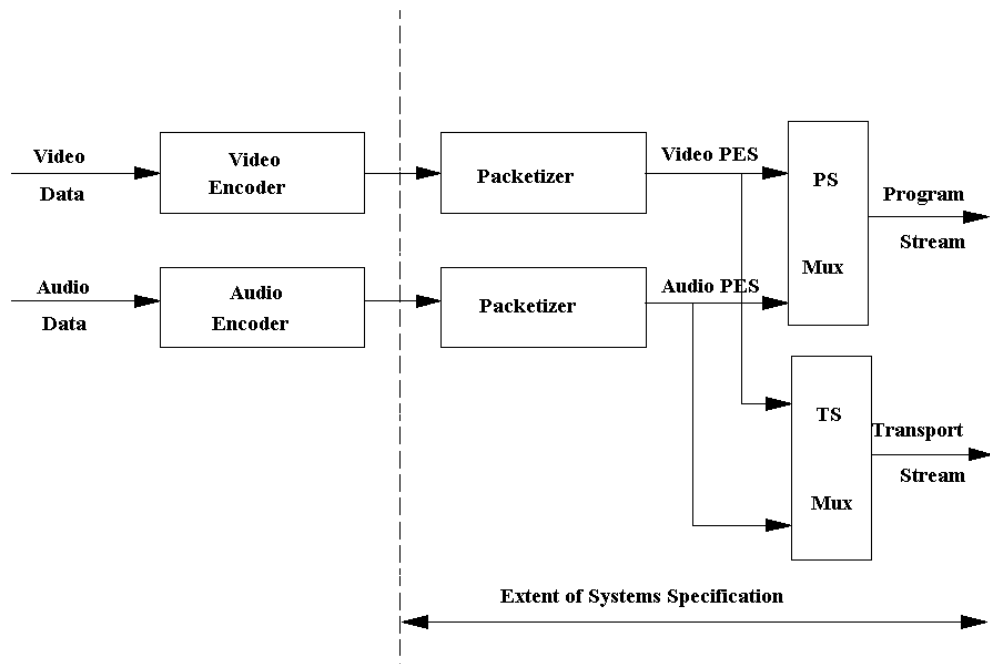 Video
Data
Video
Encoder
Packetizer
Video PES
PS
Mux
Program
Stream
Audio
Data
Audio
Encoder
Packetizer
Audio PES
TS
Mux
Transport
Stream
Extent of Systems Specification